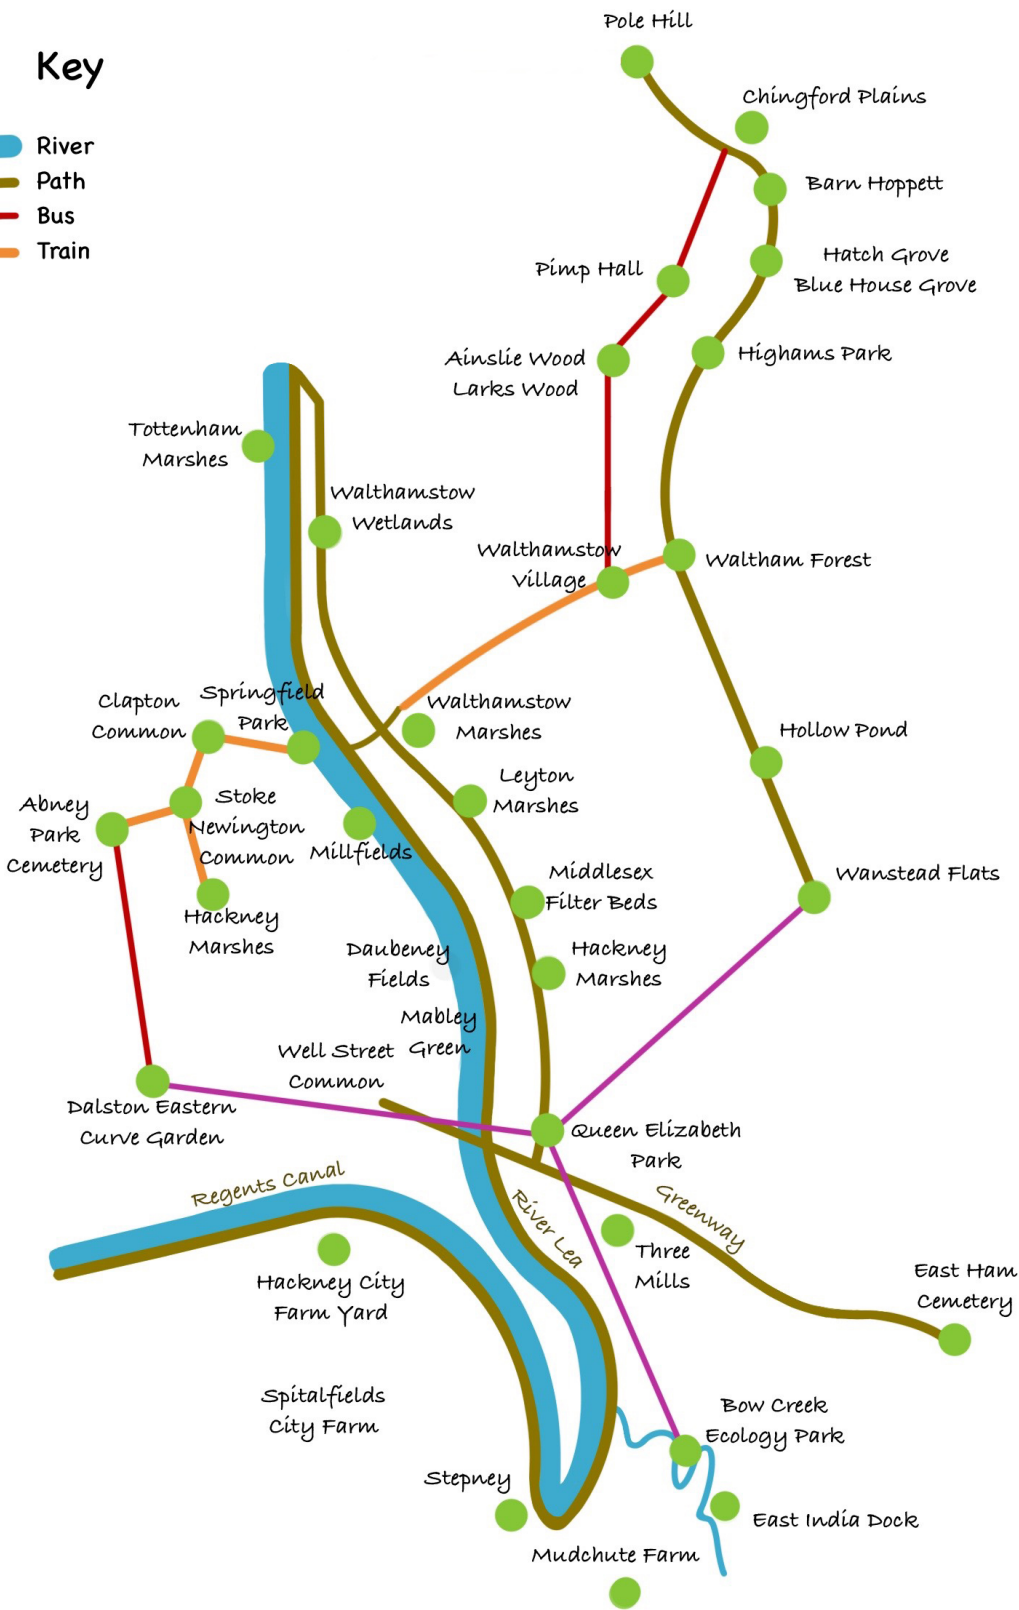 Pole Hill
Key
Chingford Plains
River
Path
Barn Hoppett
Bus
Train
Hatch Grove
Blue House Grove
Pimp Hall
Ainslie Wood
Larks Wood
Highams Park
Tottenham
Marshes
Walthamstow
Wetlands
Walthamstow
Village
Waltham Forest
Clapton
Common
Springfield
Park
Walthamstow
Marshes
Hollow Pond
Leyton
Marshes
Abney
Park
Cemetery
Stoke
Newington
Common
Millfields
Middlesex
Filter Beds
Wanstead Flats
Hackney
Marshes
Daubeney
Fields
Hackney
Marshes
Mabley
Green
Well Street
Common
Dalston Eastern
Curve Garden
Queen Elizabeth
Park
Regents Canal
River Lea
Greenway
Three
Mills
Hackney City
Farm Yard
East Ham
Cemetery
Spitalfields
City Farm
Bow Creek
Ecology Park
Stepney
East India Dock
Mudchute Farm